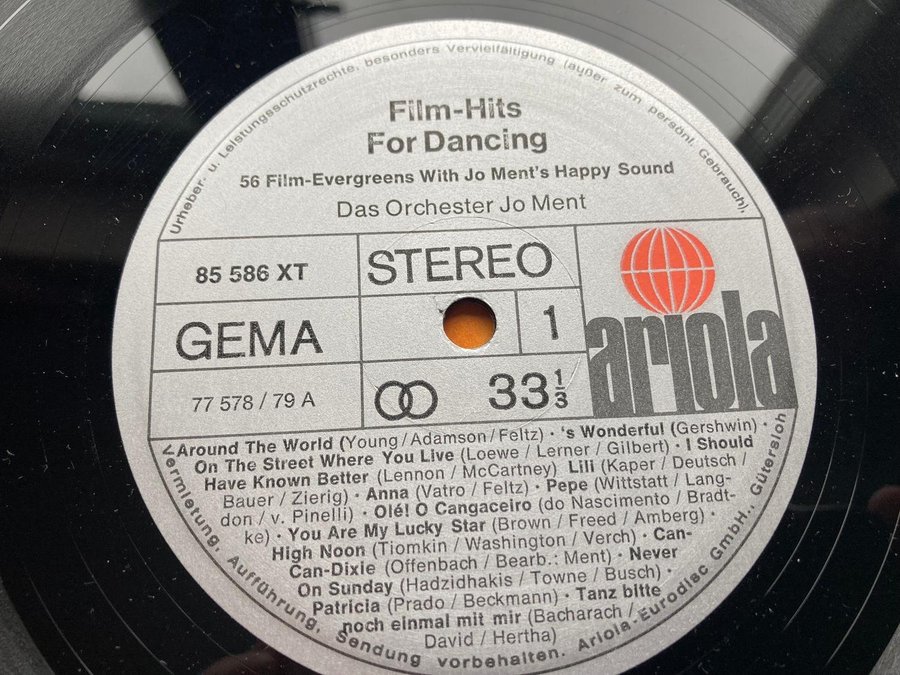 Urheber- u. Leistungsschutzrechte, besonders Vervielfältigung (außer zum persönl. Gebrauch),
Film-Hits
For Dancing
56 Film-Evergreens With Jo Ment's Happy Sound
Das Orchester Jo Ment
85 586 XT
STEREO
GEMA
1
77 578 / 79 A
33⅓
ariola
Around The World (Young / Adamson / Feltz) · 's Wonderful (Gershwin) ·
On The Street Where You Live (Loewe / Lerner / Gilbert) · I Should
Have Known Better (Lennon / McCartney) Lili (Kaper / Deutsch /
Bauer / Zierig) · Anna (Vatro / Feltz) · Pepe (Wittstatt / Lang-
don / v. Pinelli) · Olé! O Cangaceiro (do Nascimento / Bradt-
ke) · You Are My Lucky Star (Brown / Freed / Amberg) ·
High Noon (Tiomkin / Washington / Verch) · Can-
Can-Dixie (Offenbach / Bearb.: Ment) · Never
On Sunday (Hadzidhakis / Towne / Busch) ·
Patricia (Prado / Beckmann) · Tanz bitte
noch einmal mit mir (Bacharach /
David / Hertha)
Vermietung, Aufführung, Sendung vorbehalten. Ariola-Eurodisc GmbH., Gütersloh